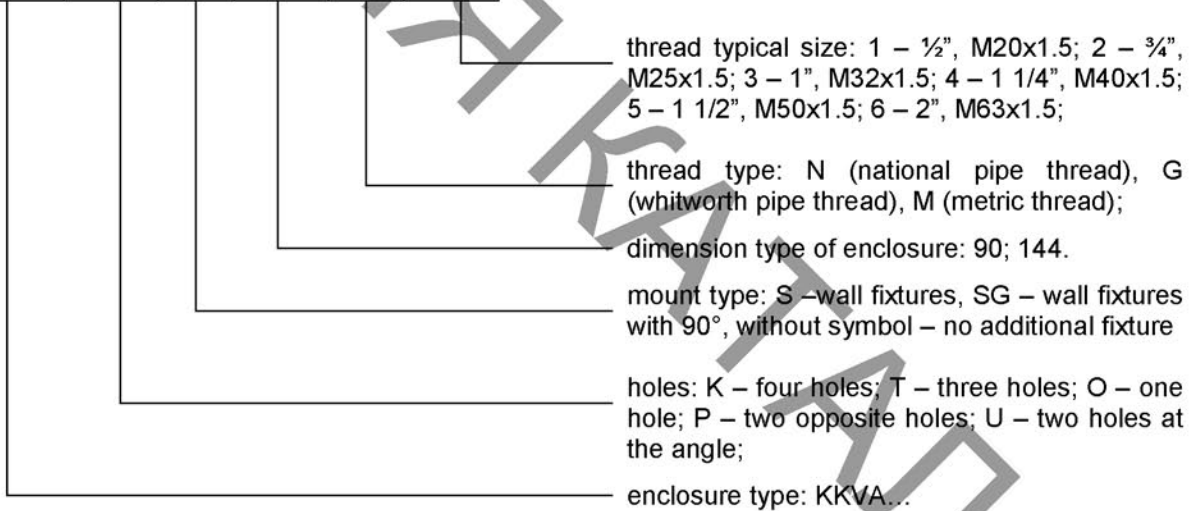 thread typical size: 1 – ½”, M20x1.5; 2 – ¾”,
M25x1.5; 3 – 1”, M32x1.5; 4 – 1 1/4”, M40x1.5;
5 – 1 1/2”, M50x1.5; 6 – 2”, M63x1.5;
thread type: N (national pipe thread), G
(whitworth pipe thread), M (metric thread);
dimension type of enclosure: 90; 144.
mount type: S –wall fixtures, SG – wall fixtures
with 90°, without symbol – no additional fixture
holes: K – four holes; T – three holes; O – one
hole; P – two opposite holes; U – two holes at
the angle;
enclosure type: KKVA...